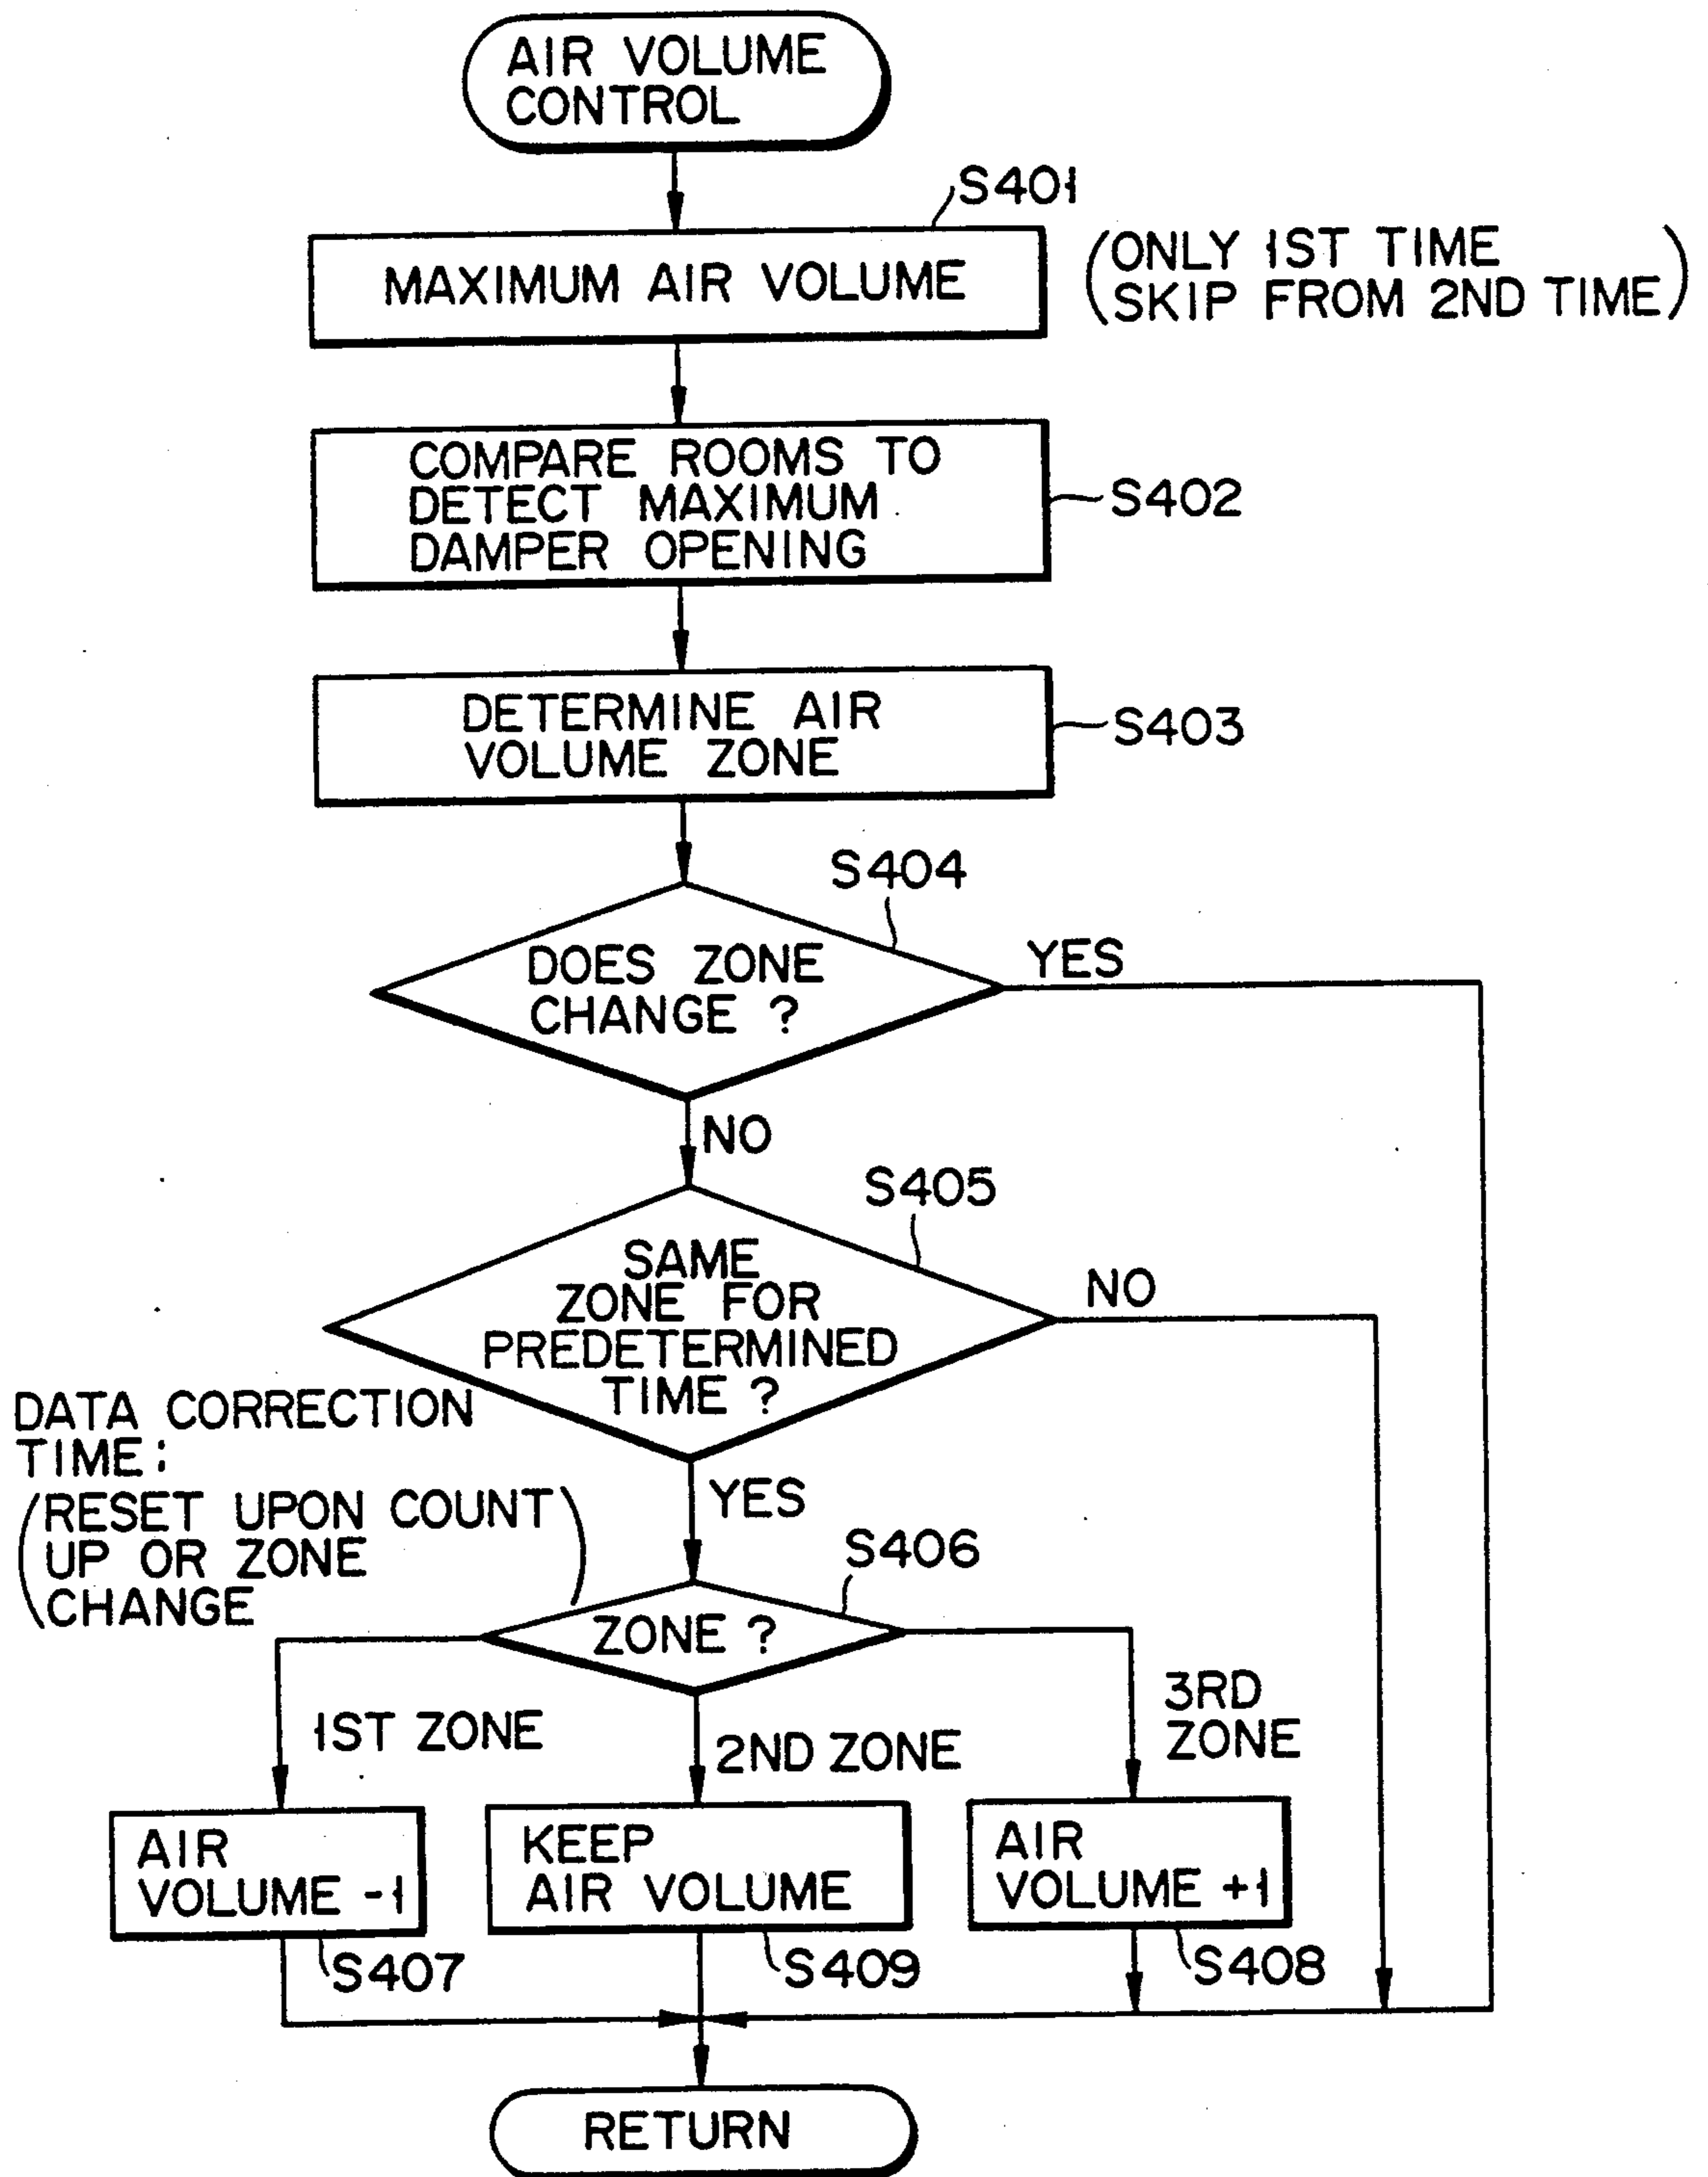 AIR VOLUME
CONTROL
S401
MAXIMUM AIR VOLUME
(ONLY 1ST TIME
SKIP FROM 2ND TIME)
COMPARE ROOMS TO
DETECT MAXIMUM
DAMPER OPENING
S402
DETERMINE AIR
VOLUME ZONE
S403
S404
DOES ZONE
CHANGE ?
YES
NO
S405
SAME
ZONE FOR
PREDETERMINED
TIME ?
NO
DATA CORRECTION
TIME:
(RESET UPON COUNT
UP OR ZONE
CHANGE)
YES
S406
ZONE ?
1ST ZONE
2ND ZONE
3RD
ZONE
AIR
VOLUME -1
KEEP
AIR VOLUME
AIR
VOLUME +1
S407
S409
S408
RETURN